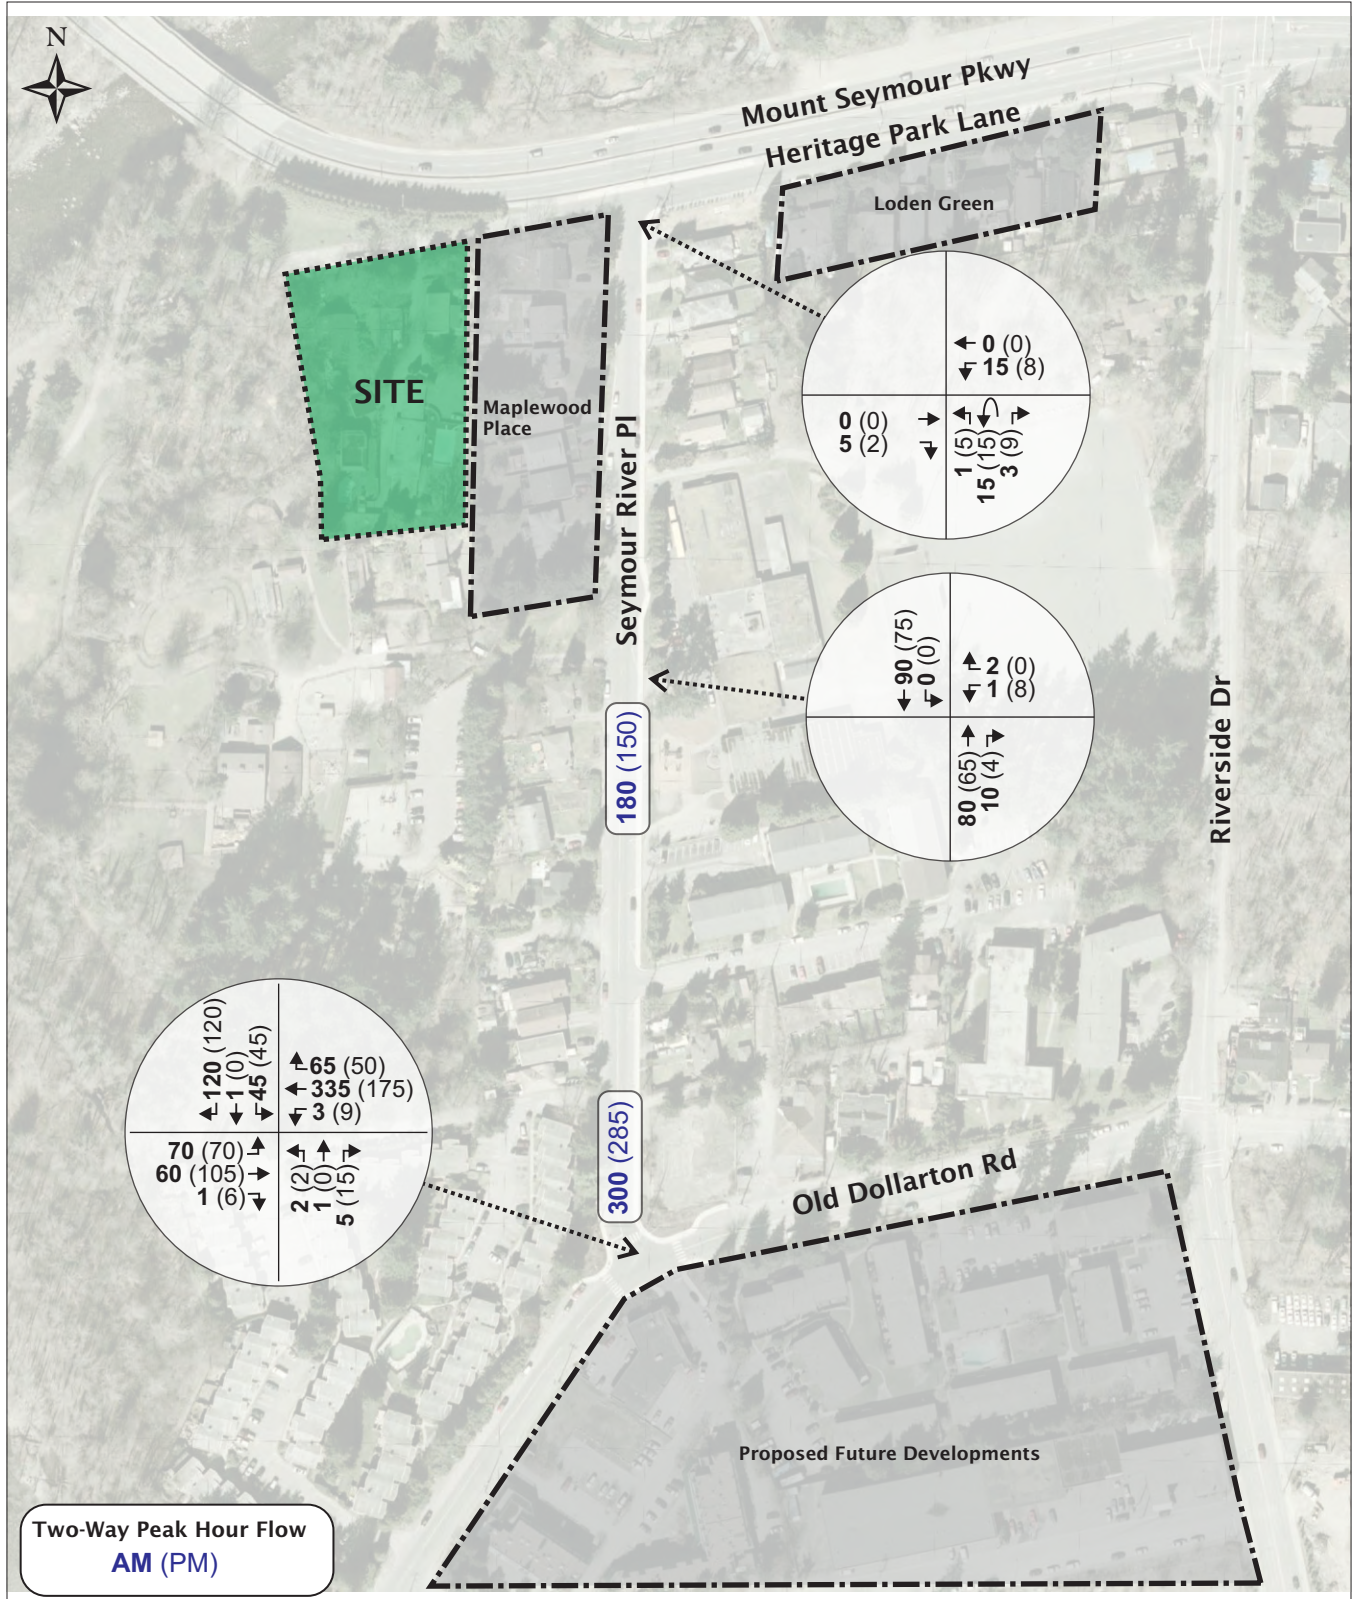 N
Mount Seymour Pkwy
Heritage Park Lane
Loden Green
SITE
Maplewood
Place
Seymour River Pl
0 (0)
15 (8)
0 (0)
5 (2)
1 (5)
15 (15)
3 (9)
90 (75)
0 (0)
2 (0)
1 (8)
80 (65)
10 (4)
180 (150)
Riverside Dr
120 (120)
1 (0)
45 (45)
65 (50)
335 (175)
3 (9)
70 (70)
60 (105)
1 (6)
2 (2)
1 (0)
5 (15)
300 (285)
Old Dollarton Rd
Proposed Future Developments
Two-Way Peak Hour Flow
AM (PM)